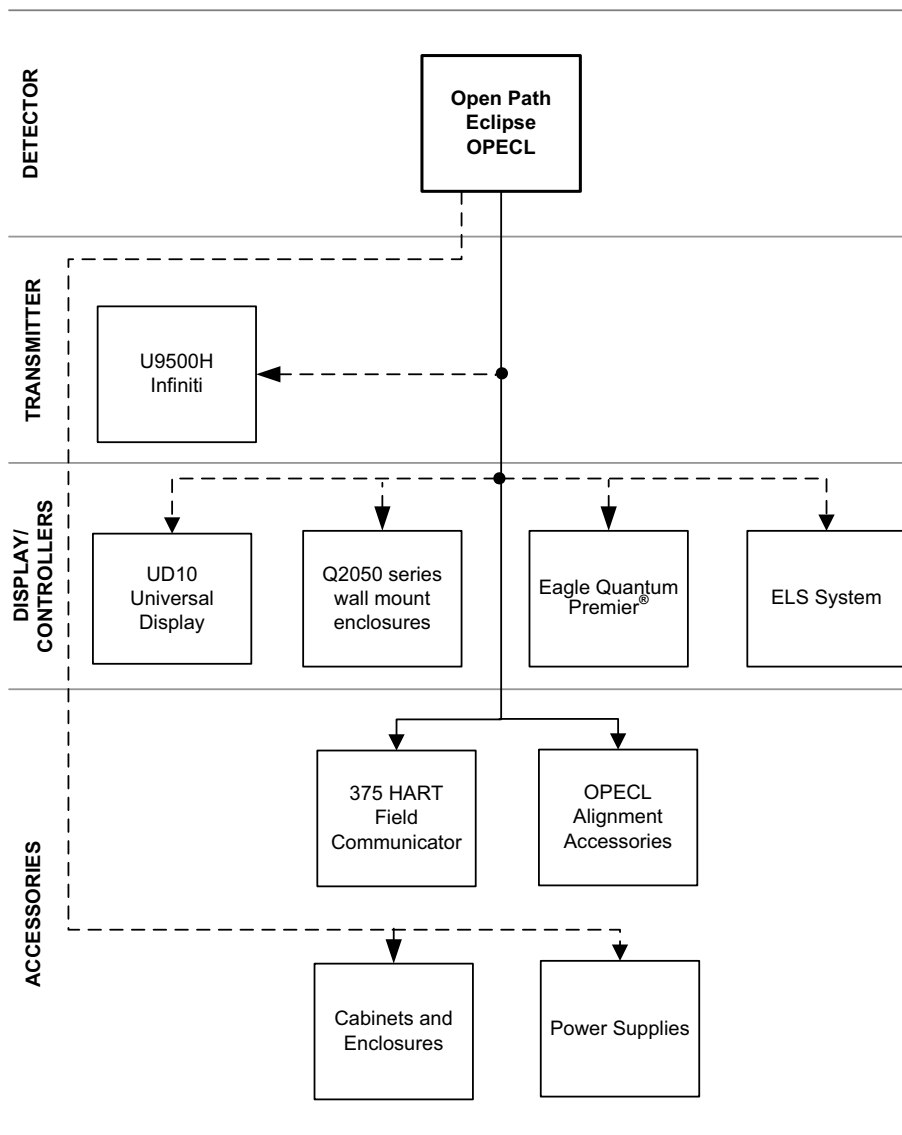 DETECTOR
Open Path
Eclipse
OPECL
TRANSMITTER
U9500H
Infiniti
DISPLAY/
CONTROLLERS
UD10
Universal
Display
Q2050 series
wall mount
enclosures
Eagle Quantum
Premier®
ELS System
ACCESSORIES
375 HART
Field
Communicator
OPECL
Alignment
Accessories
Cabinets and
Enclosures
Power Supplies